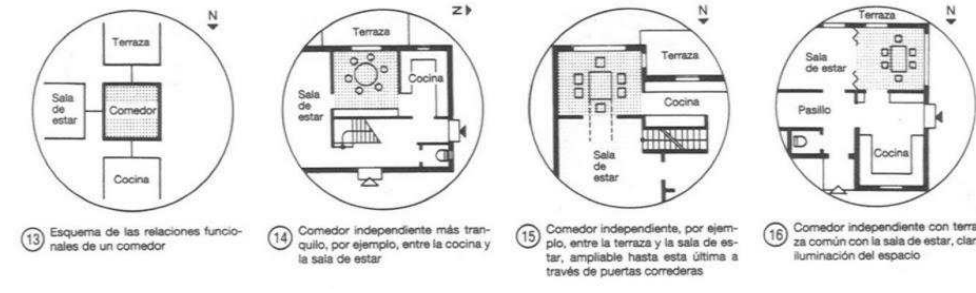 N
Terraza
Sala
de
estar
Comedor
Cocina
13 Esquema de las relaciones funcio-
nales de un comedor
N
Terraza
Cocina
Sala
de
estar
14 Comedor independiente más tran-
quilo, por ejemplo, entre la cocina y
la sala de estar
N
Terraza
Cocina
Sala
de
estar
15 Comedor independiente, por ejem-
plo, entre la terraza y la sala de es-
tar, ampliable hasta esta última a
través de puertas correderas
N
Terraza
Sala
de estar
Pasillo
Cocina
16 Comedor independiente con terra
za común con la sala de estar, clar
iluminación del espacio